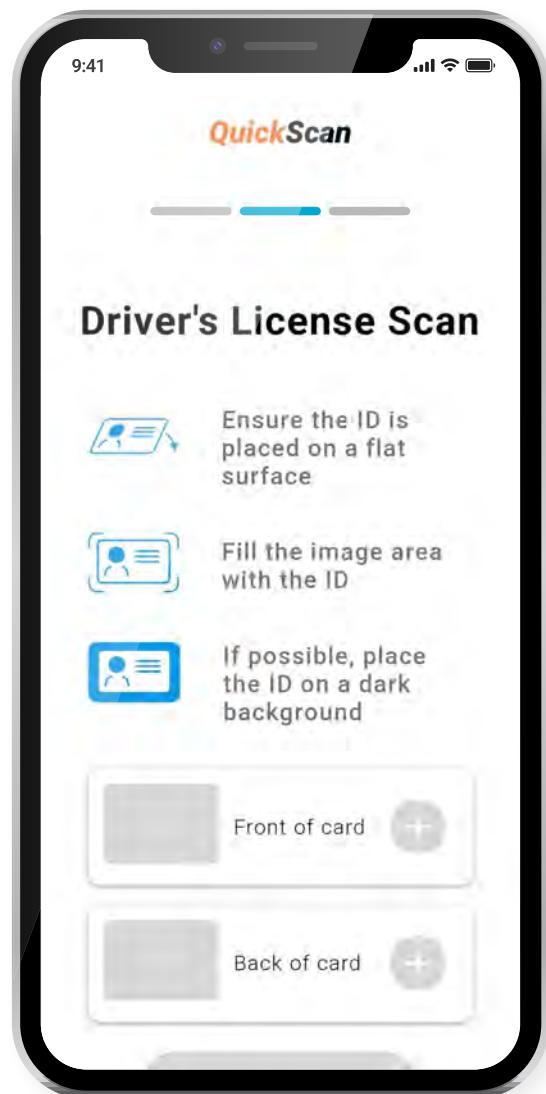 9:41
QuickScan
Driver's License Scan
Ensure the ID is
placed on a flat
surface
Fill the image area
with the ID
If possible, place
the ID on a dark
background
Front of card
Back of card